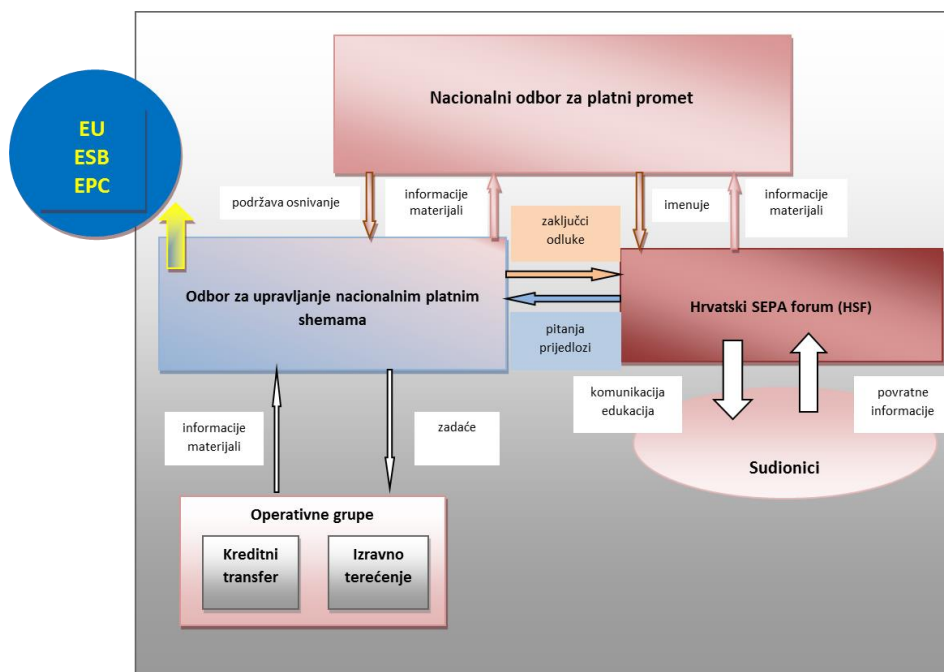 Nacionalni odbor za platni promet
EU
ESB
EPC
podržava osnivanje
informacije
materijali
imenuje
informacije
materijali
zaključci
odluke
Odbor za upravljanje nacionalnim platnim
shemama
Hrvatski SEPA forum (HSF)
pitanja
prijedlozi
informacije
materijali
zadaće
komunikacija
edukacija
povratne
informacije
Sudionici
Operativne grupe
Kreditni
transfer
Izravno
terećenje